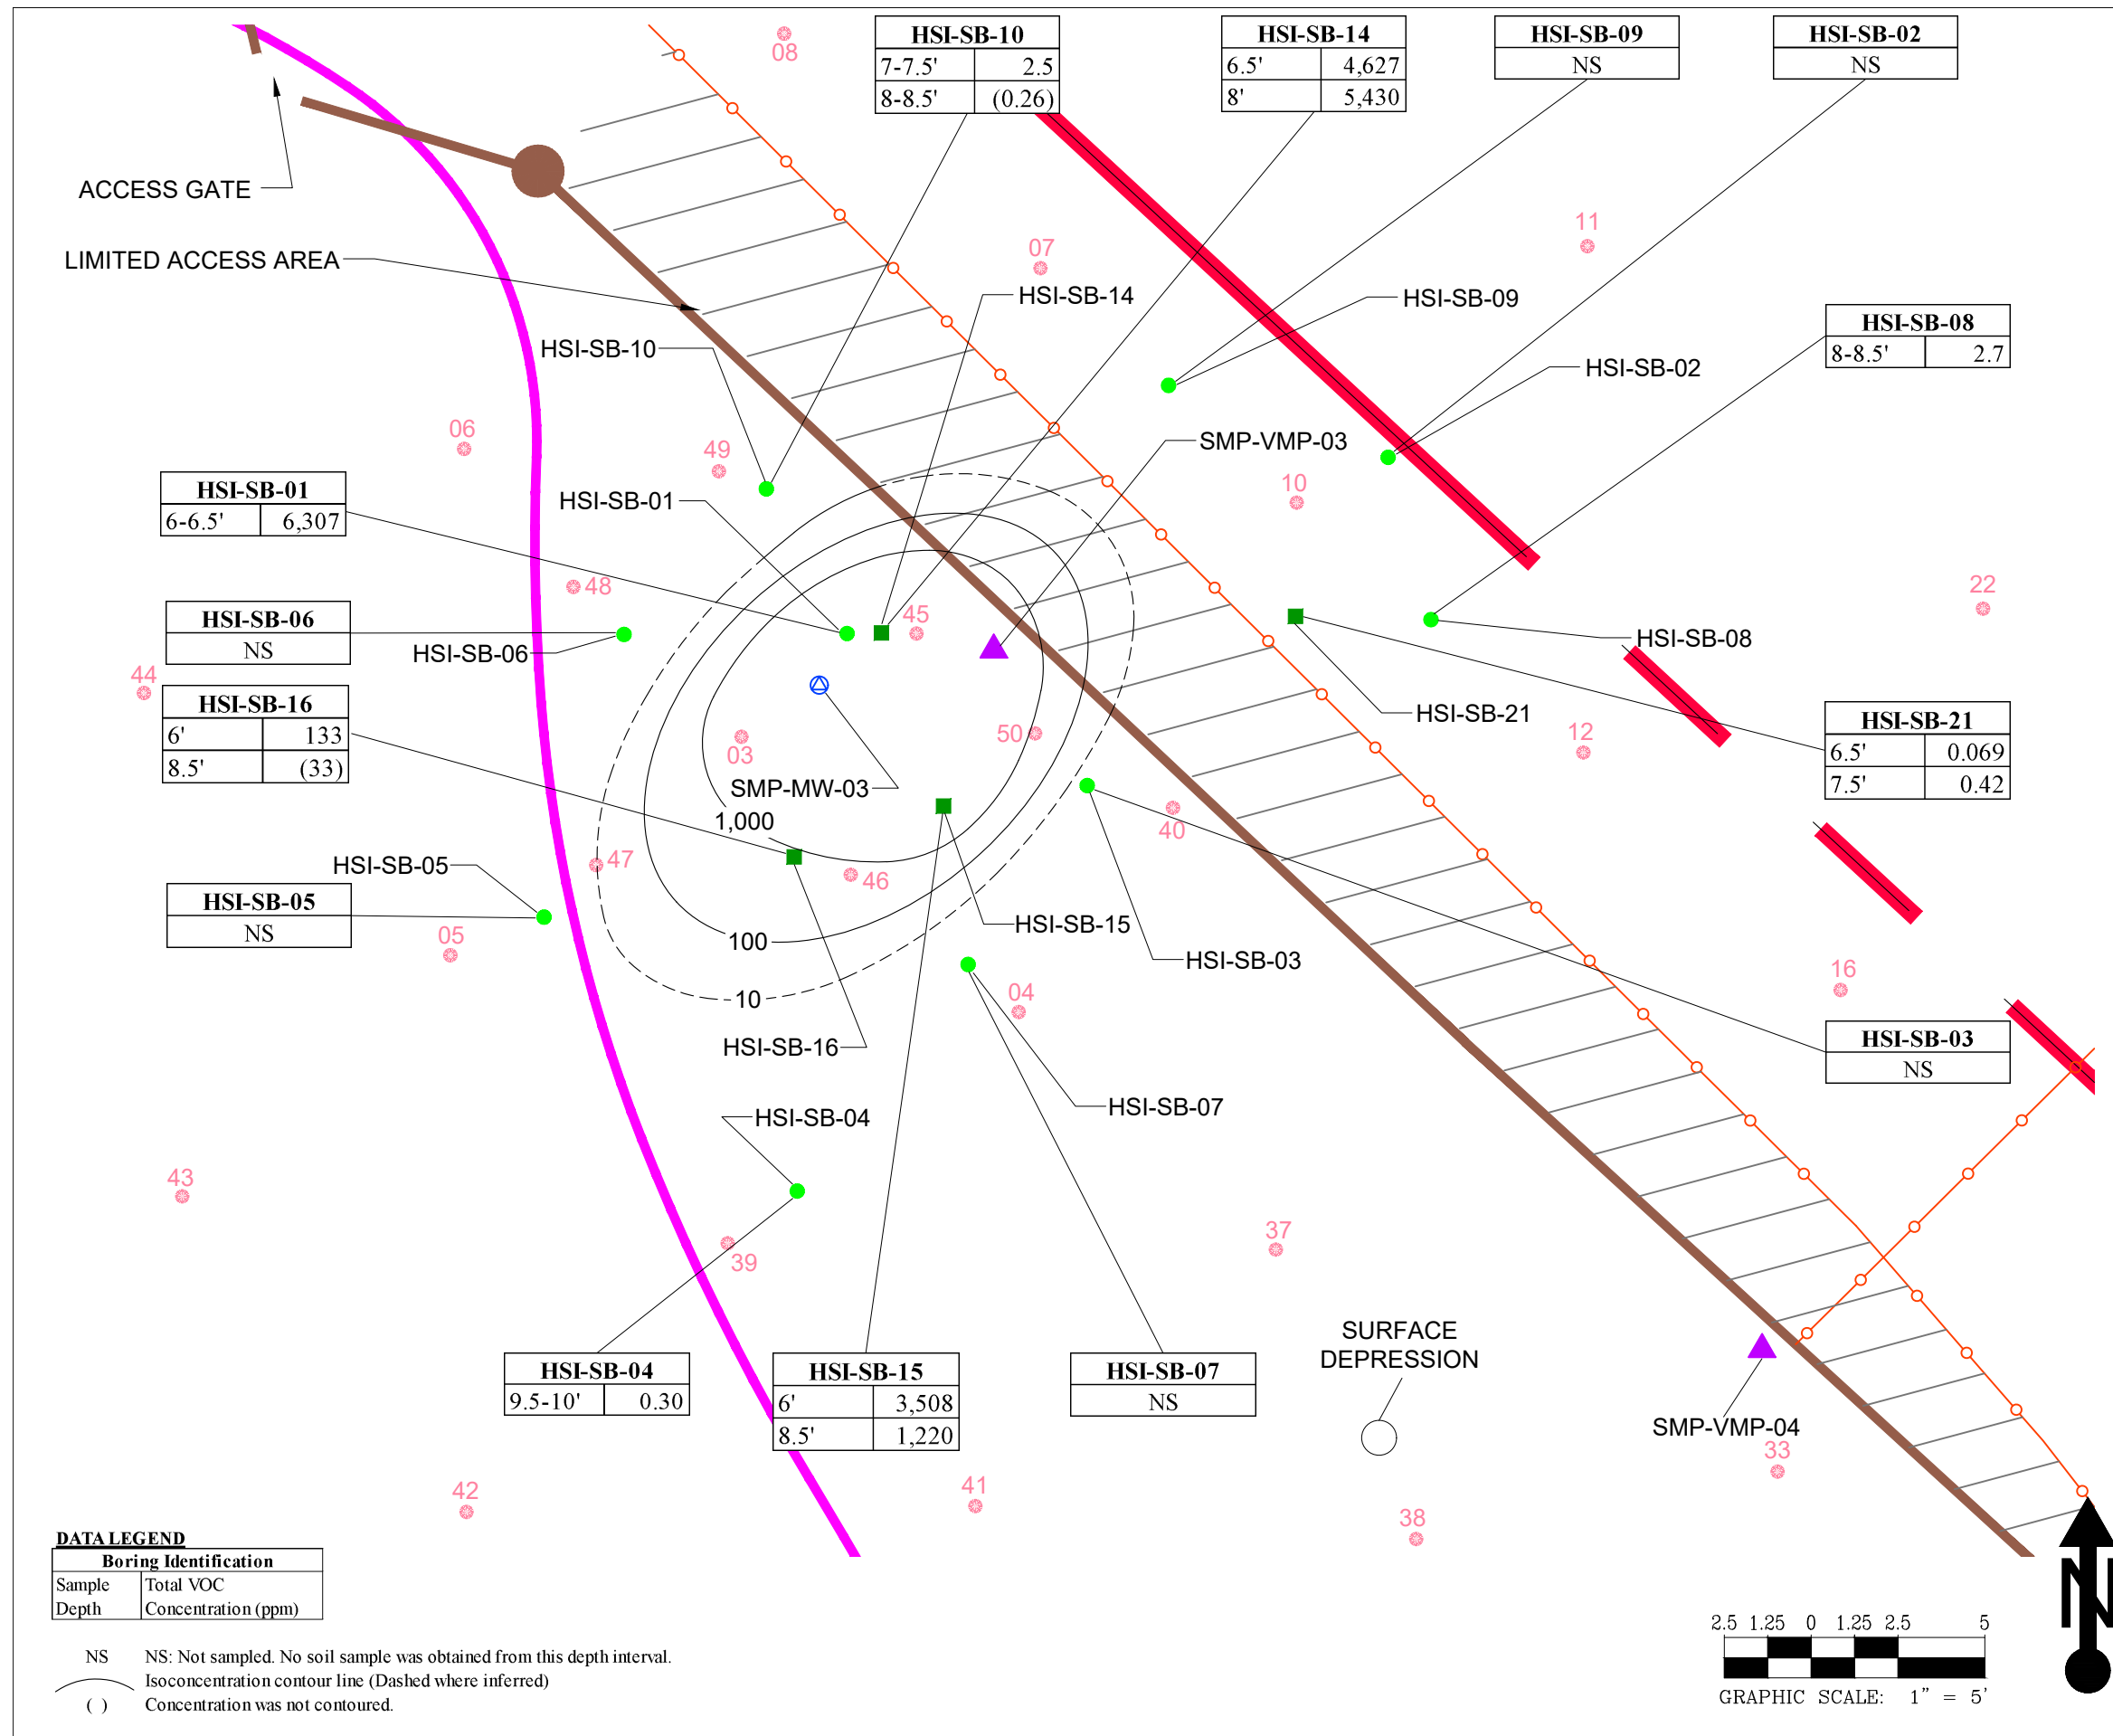 08
HSI-SB-10
7-7.5' 2.5
8-8.5' (0.26)
HSI-SB-14
6.5' 4,627
8' 5,430
HSI-SB-09
NS
HSI-SB-02
NS
ACCESS GATE
LIMITED ACCESS AREA
07
11
HSI-SB-14
HSI-SB-09
HSI-SB-10
HSI-SB-02
HSI-SB-08
8-8.5' 2.7
06
49
SMP-VMP-03
10
HSI-SB-01
6-6.5' 6,307
HSI-SB-01
48
45
22
HSI-SB-06
NS
HSI-SB-06
HSI-SB-08
44
HSI-SB-16
6' 133
8.5' (33)
HSI-SB-21
HSI-SB-21
6.5' 0.069
7.5' 0.42
03
50
12
SMP-MW-03
1,000
40
47
46
HSI-SB-05
HSI-SB-05
NS
05
100
HSI-SB-15
HSI-SB-03
16
10
04
HSI-SB-16
HSI-SB-03
NS
HSI-SB-04
HSI-SB-07
43
39
37
HSI-SB-04
9.5-10' 0.30
HSI-SB-15
6' 3,508
8.5' 1,220
HSI-SB-07
NS
SURFACE
DEPRESSION
SMP-VMP-04
33
42
41
38
DATA LEGEND
Boring Identification
Sample Total VOC
Depth Concentration (ppm)
NS NS: Not sampled. No soil sample was obtained from this depth interval.
Isoconcentration contour line (Dashed where inferred)
( ) Concentration was not contoured.
2.5 1.25 0 1.25 2.5 5
GRAPHIC SCALE: 1" = 5'
N